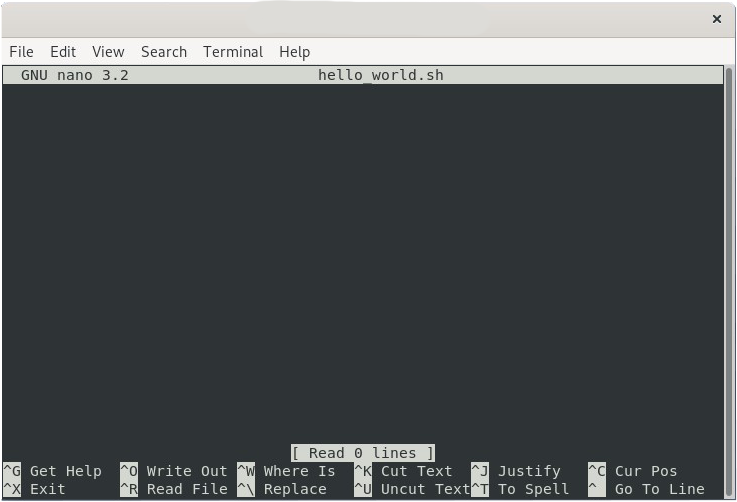 ×
File Edit View Search Terminal Help
GNU nano 3.2 hello_world.sh
[ Read 0 lines ]
^G Get Help ^O Write Out ^W Where Is ^K Cut Text ^J Justify ^C Cur Pos
^X Exit ^R Read File ^\ Replace ^U Uncut Text ^T To Spell ^_ Go To Line